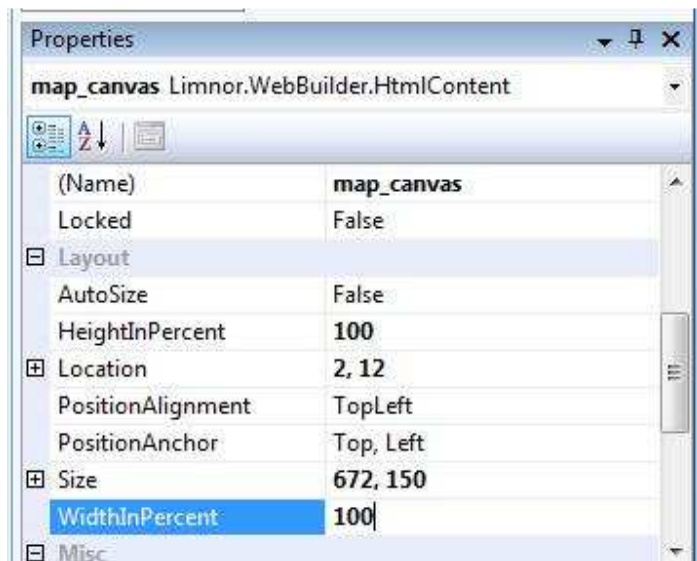 Properties
map_canvas Limnor.WebBuilder.HtmlContent
A Z
(Name) map_canvas
Locked False
Layout
AutoSize False
HeightInPercent 100
Location 2, 12
PositionAlignment TopLeft
PositionAnchor Top, Left
Size 672, 150
WidthInPercent 100
Misc